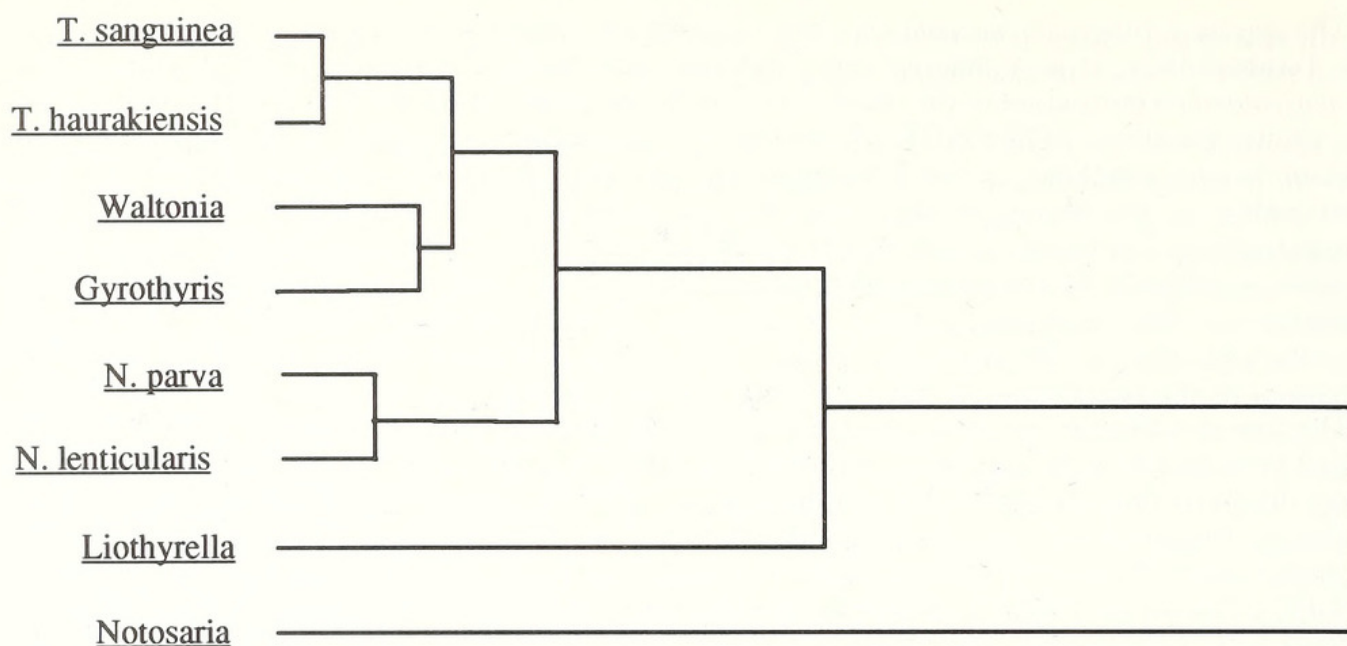 T. sanguinea
T. haurakiensis
Waltonia
Gyrothyris
N. parva
N. lenticularis
Liothyrella
Notosaria